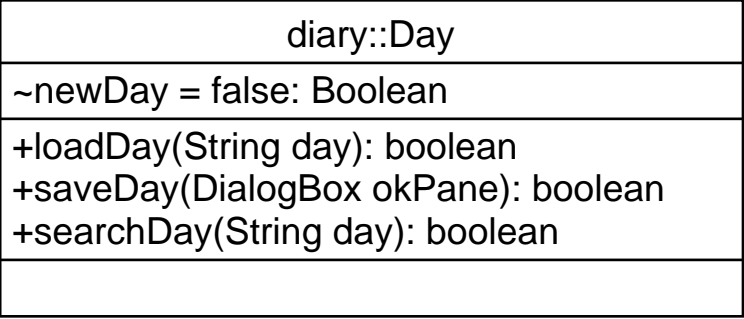 diary::Day
~newDay = false: Boolean
+loadDay(String day): boolean
+saveDay(DialogBox okPane): boolean
+searchDay(String day): boolean